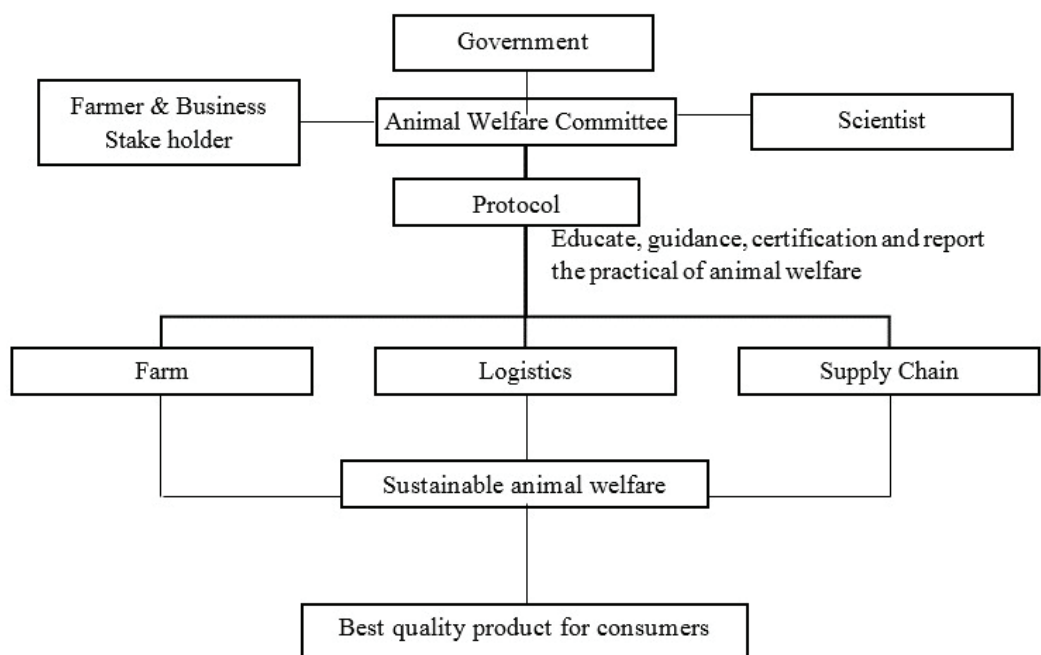 Government
Farmer & Business
Stake holder
Animal Welfare Committee
Scientist
Protocol
Educate, guidance, certification and report
the practical of animal welfare
Farm
Logistics
Supply Chain
Sustainable animal welfare
Best quality product for consumers